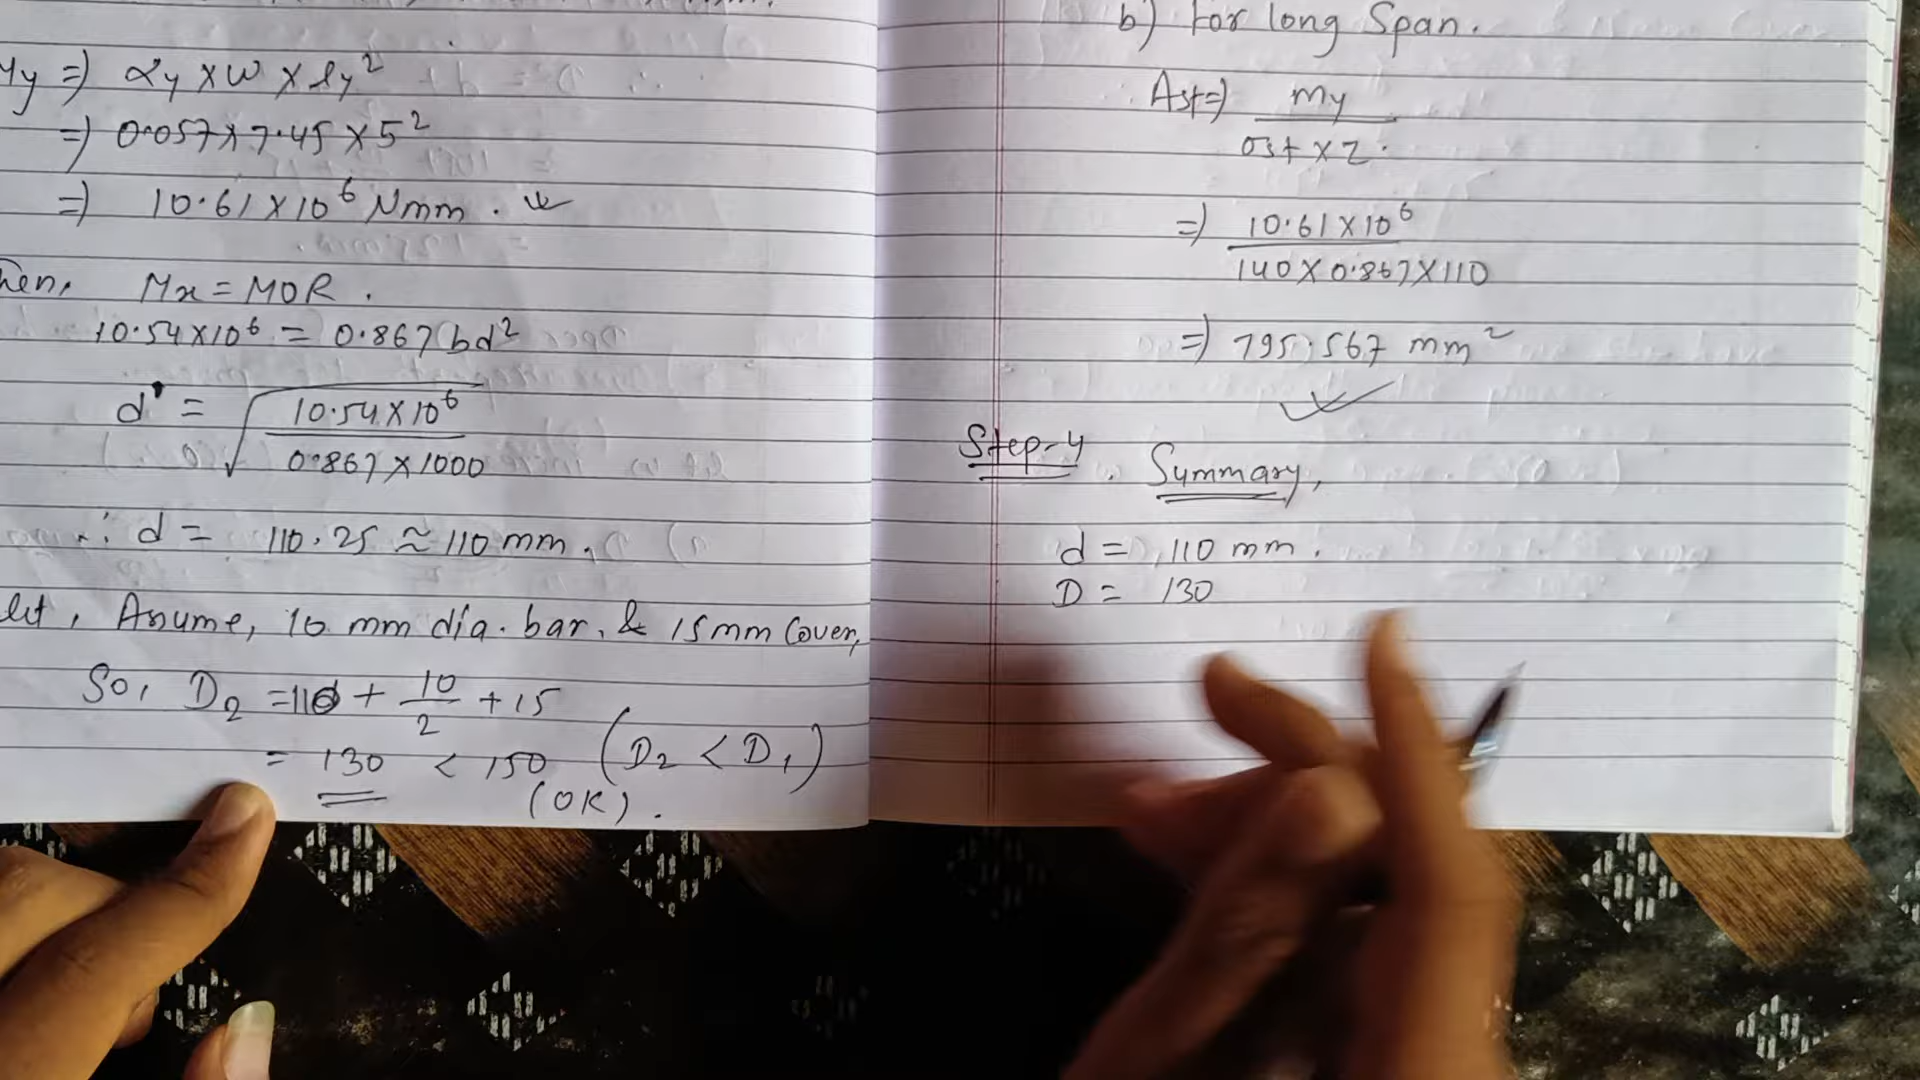 My ⇒ αy × w × ly²
⇒ 0.057 × 7.45 × 5²
⇒ 10.61 × 10⁶ Nmm.
Mx = MOR.
10.54 × 10⁶ = 0.867 bd²
d = √(10.54 × 10⁶ / 0.867 × 1000)
∴ d = 110.25 ≈ 110 mm.
let, Assume, 10 mm dia. bar, & 15 mm Cover,
So, D₂ = 110 + 10/2 + 15
= 130 < 150 (D₂ < D₁)
(OK).
b) For long Span.
Ast ⇒ My / σst × Z.
⇒ 10.61 × 10⁶ / 140 × 0.867 × 110
⇒ 795.567 mm²
Step-4. Summary,
d = 110 mm.
D = 130